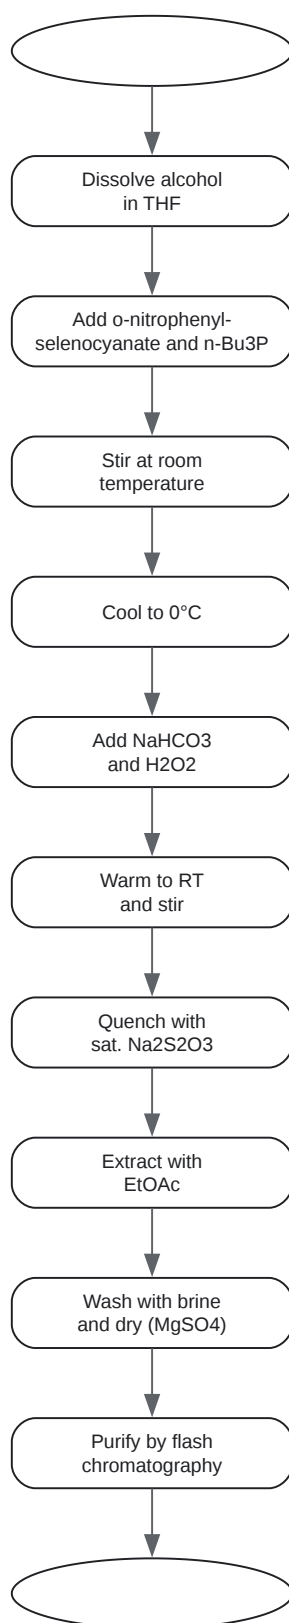 Dissolve alcohol
in THF
Add o-nitrophenyl-
selenocyanate and n-Bu3P
Stir at room
temperature
Cool to 0°C
Add NaHCO3
and H2O2
Warm to RT
and stir
Quench with
sat. Na2S2O3
Extract with
EtOAc
Wash with brine
and dry (MgSO4)
Purify by flash
chromatography